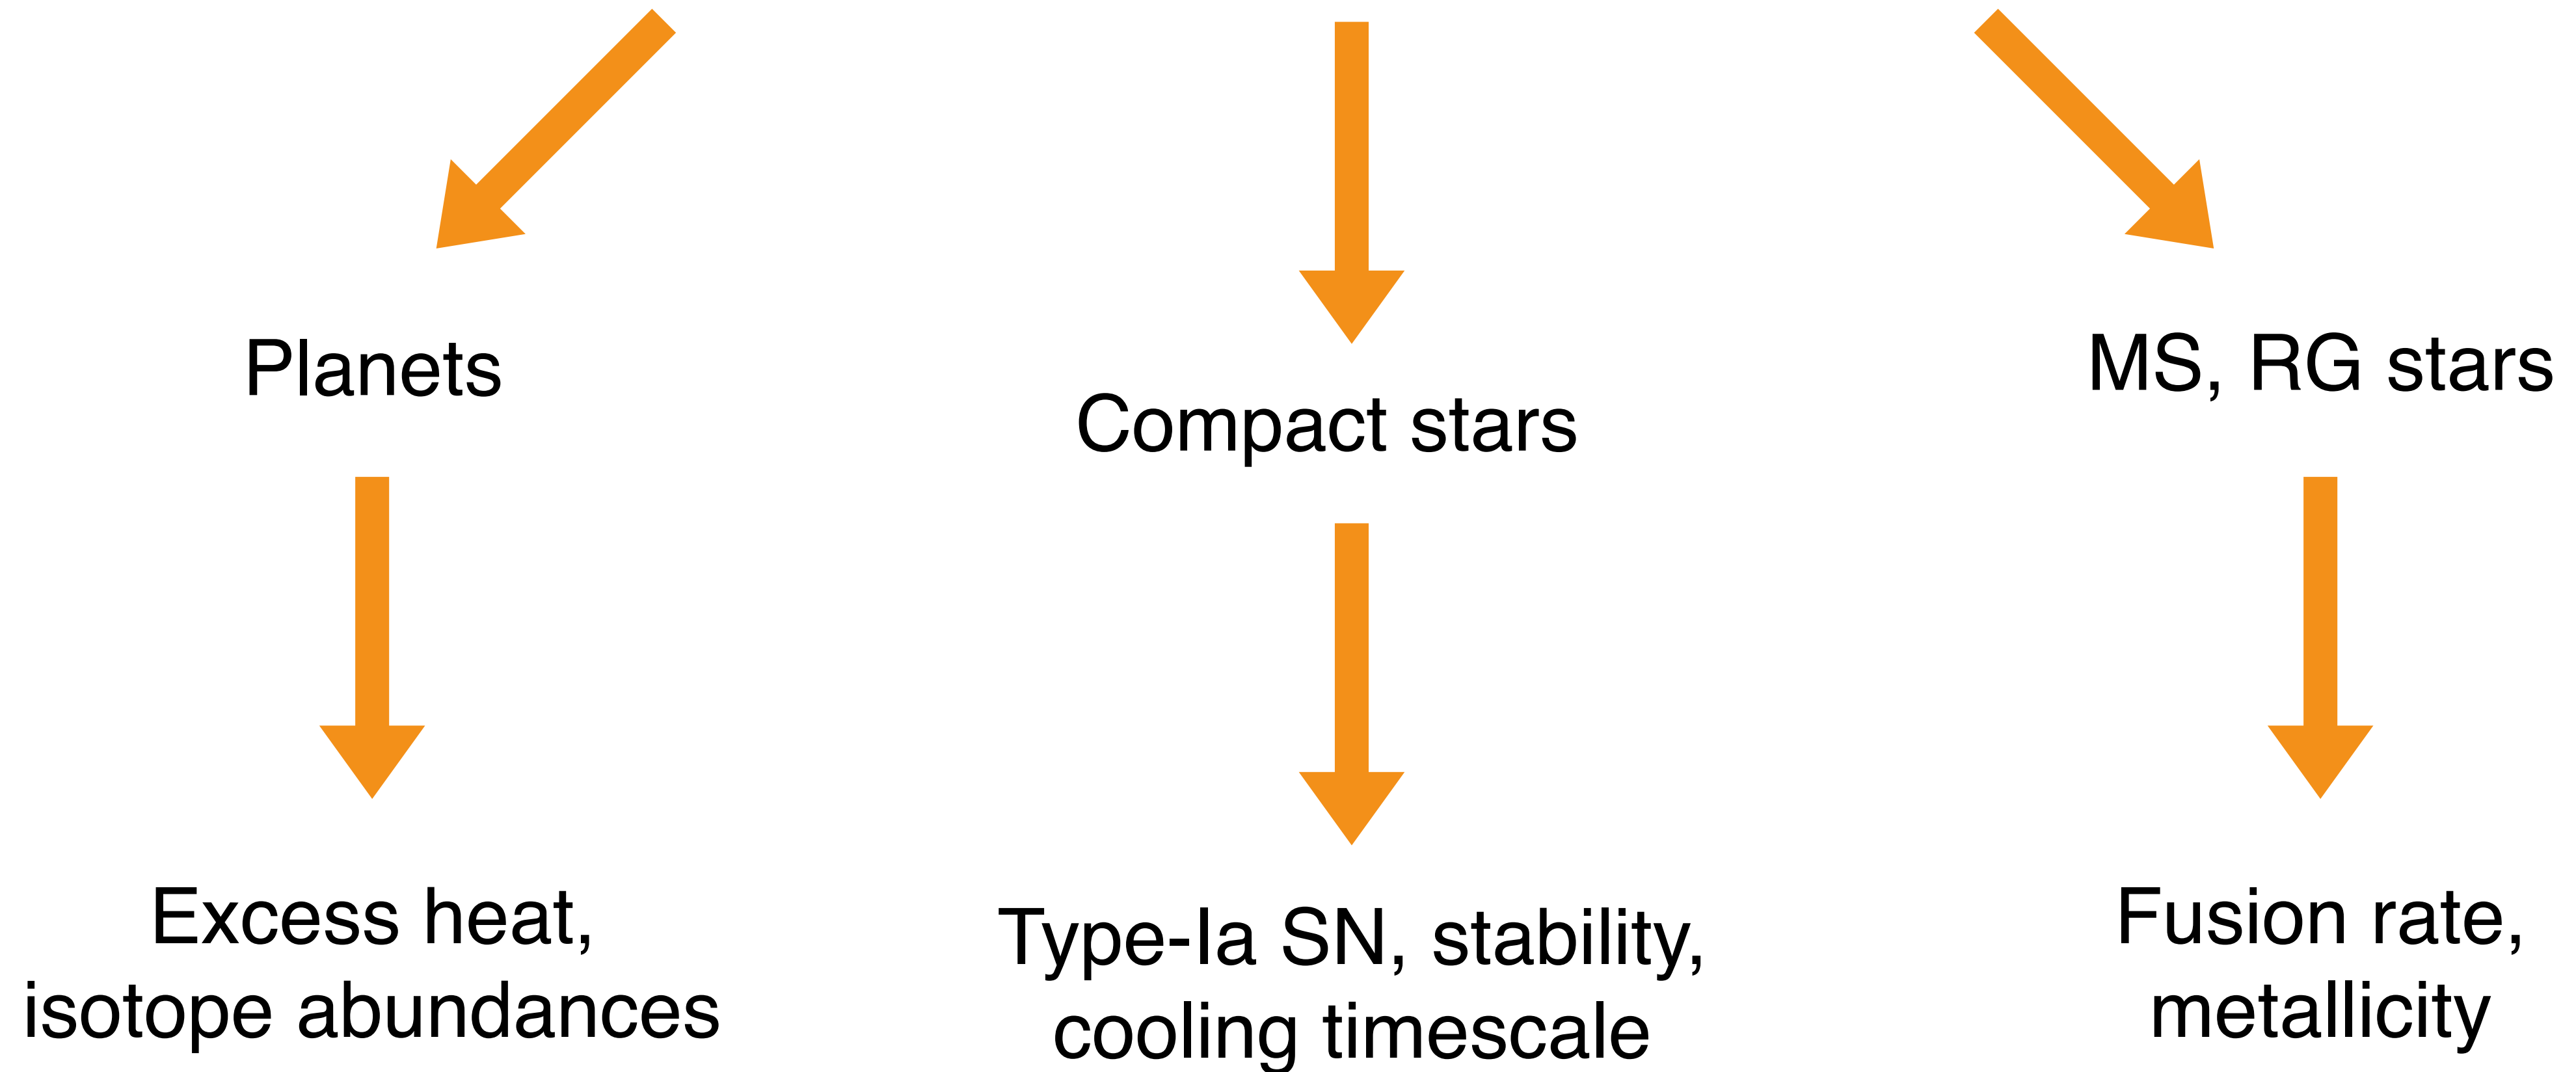 Planets
Compact stars
MS, RG stars
Excess heat,
isotope abundances
Type-Ia SN, stability,
cooling timescale
Fusion rate,
metallicity